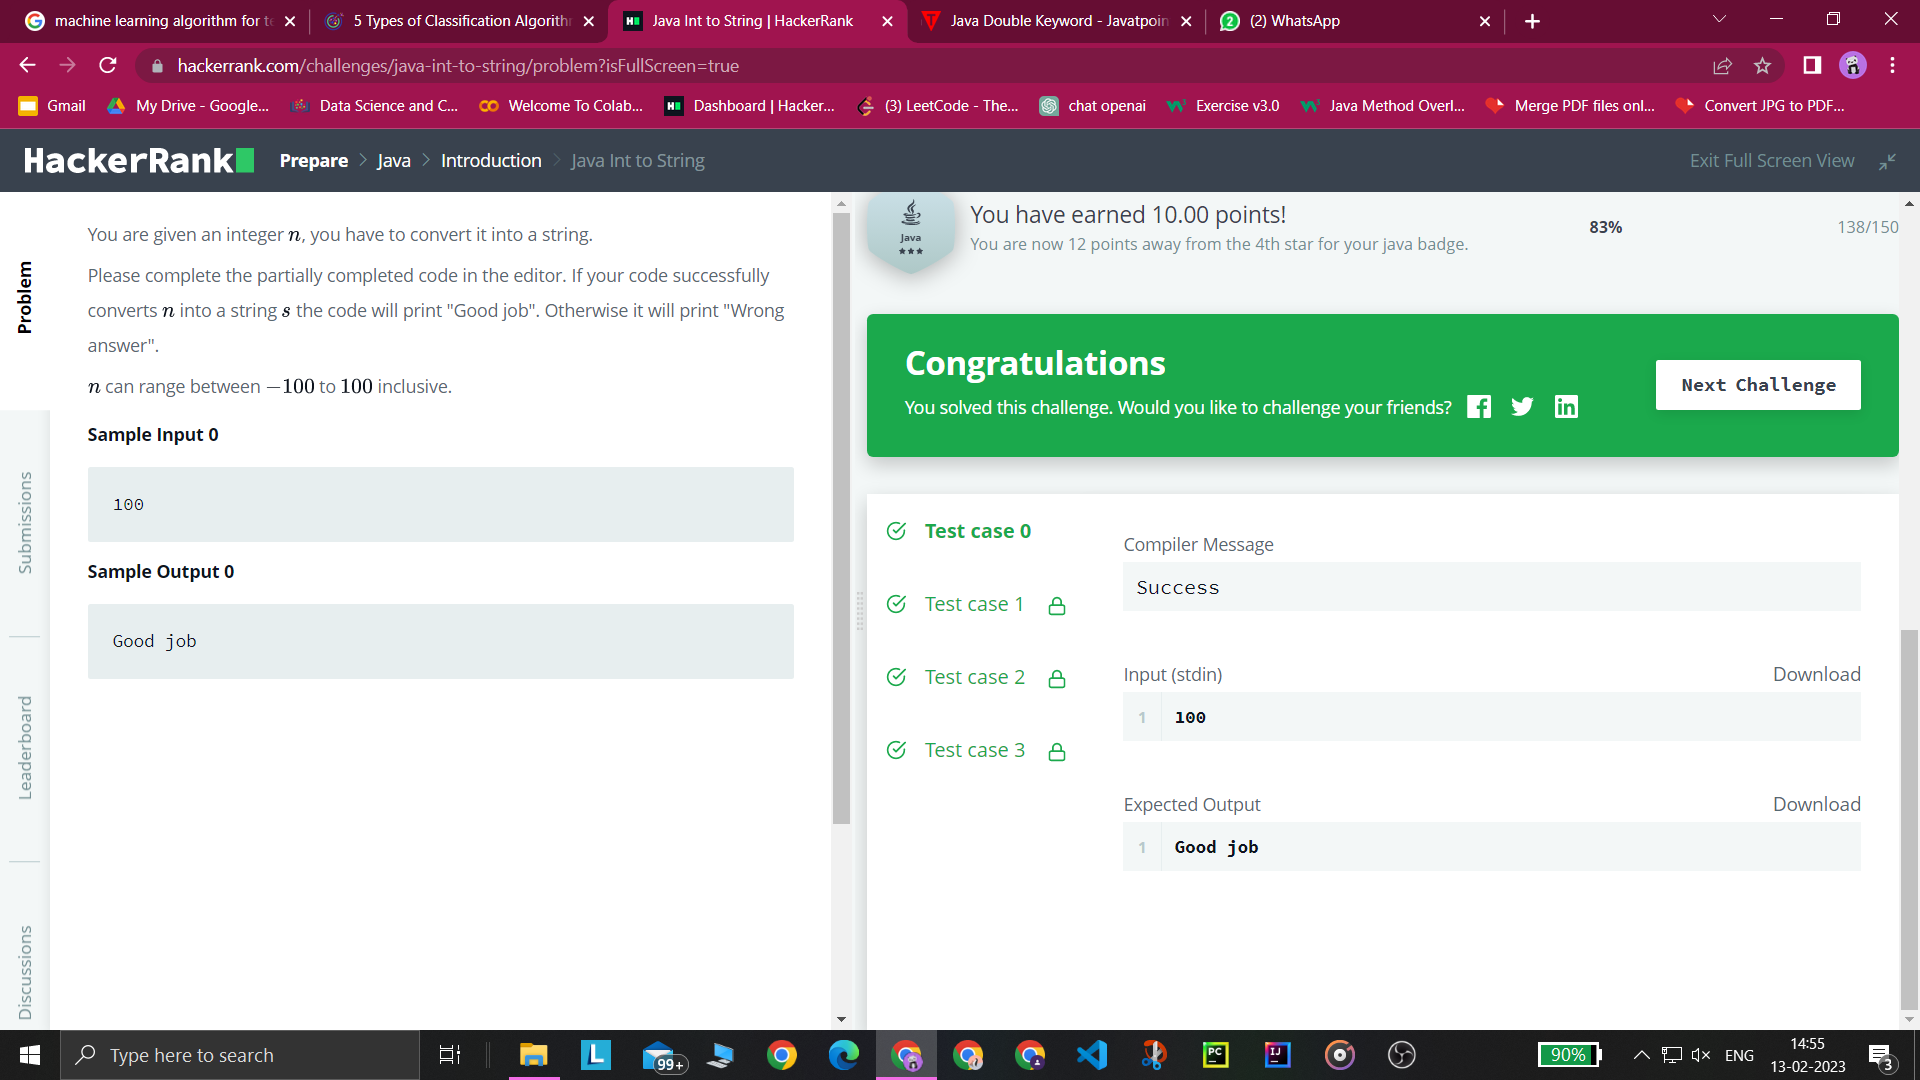 machine learning algorithm for te
5 Types of Classification Algorithm
Java Int to String | HackerRank
Java Double Keyword - Javatpoin
(2) WhatsApp
hackerrank.com/challenges/java-int-to-string/problem?isFullScreen=true
Gmail
My Drive - Google...
Data Science and C...
Welcome To Colab...
Dashboard | Hacker...
(3) LeetCode - The...
chat openai
Exercise v3.0
Java Method Overl...
Merge PDF files onl...
Convert JPG to PDF...
HackerRank
Prepare > Java > Introduction > Java Int to String
Exit Full Screen View
Problem
Submissions
Leaderboard
Discussions
You are given an integer n, you have to convert it into a string.
Please complete the partially completed code in the editor. If your code successfully
converts n into a string s the code will print "Good job". Otherwise it will print "Wrong
answer".
n can range between −100 to 100 inclusive.
Sample Input 0
100
Sample Output 0
Good job
Java
You have earned 10.00 points!
You are now 12 points away from the 4th star for your java badge.
83%
138/150
Congratulations
You solved this challenge. Would you like to challenge your friends?
Next Challenge
Test case 0
Test case 1
Test case 2
Test case 3
Compiler Message
Success
Input (stdin)
Download
1 100
Expected Output
Download
1 Good job
Type here to search
L
99+
PC
IJ
90%
ENG
14:55
13-02-2023
3